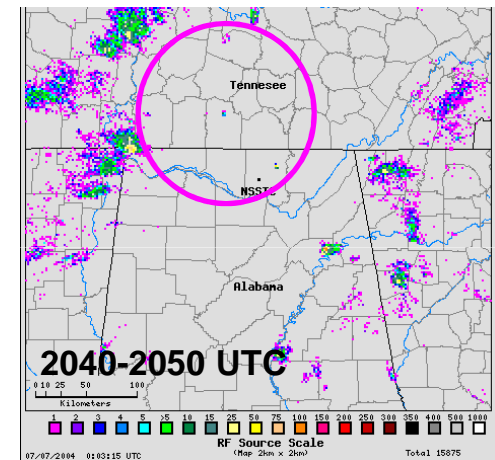 Tennessee
NSSTC
Alabama
2040-2050 UTC
0 10 25 50 100
Kilometers
1 2 3 4 5 >5 10 15 25 50 75 100 150 200 250 300 350 400 500 1000
RF Source Scale
(Map 2km x 2km)
07/07/2004 0:03:15 UTC
Total 15875